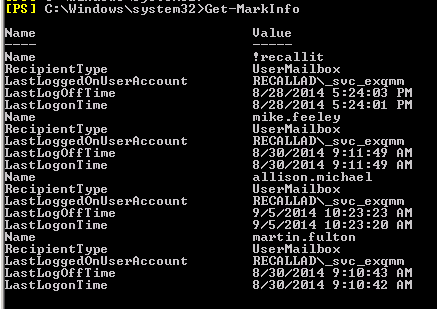 [PS] C:\Windows\system32>Get-MarkInfo
Name Value
---- -----
Name !recallit
RecipientType UserMailbox
LastLoggedOnUserAccount RECALLAD\_svc_exqmm
LastLogOffTime 8/28/2014 5:24:03 PM
LastLogonTime 8/28/2014 5:24:01 PM
Name mike.feeley
RecipientType UserMailbox
LastLoggedOnUserAccount RECALLAD\_svc_exqmm
LastLogOffTime 8/30/2014 9:11:49 AM
LastLogonTime 8/30/2014 9:11:49 AM
Name allison.michael
RecipientType UserMailbox
LastLoggedOnUserAccount RECALLAD\_svc_exqmm
LastLogOffTime 9/5/2014 10:23:23 AM
LastLogonTime 9/5/2014 10:23:20 AM
Name martin.fulton
RecipientType UserMailbox
LastLoggedOnUserAccount RECALLAD\_svc_exqmm
LastLogOffTime 8/30/2014 9:10:43 AM
LastLogonTime 8/30/2014 9:10:42 AM